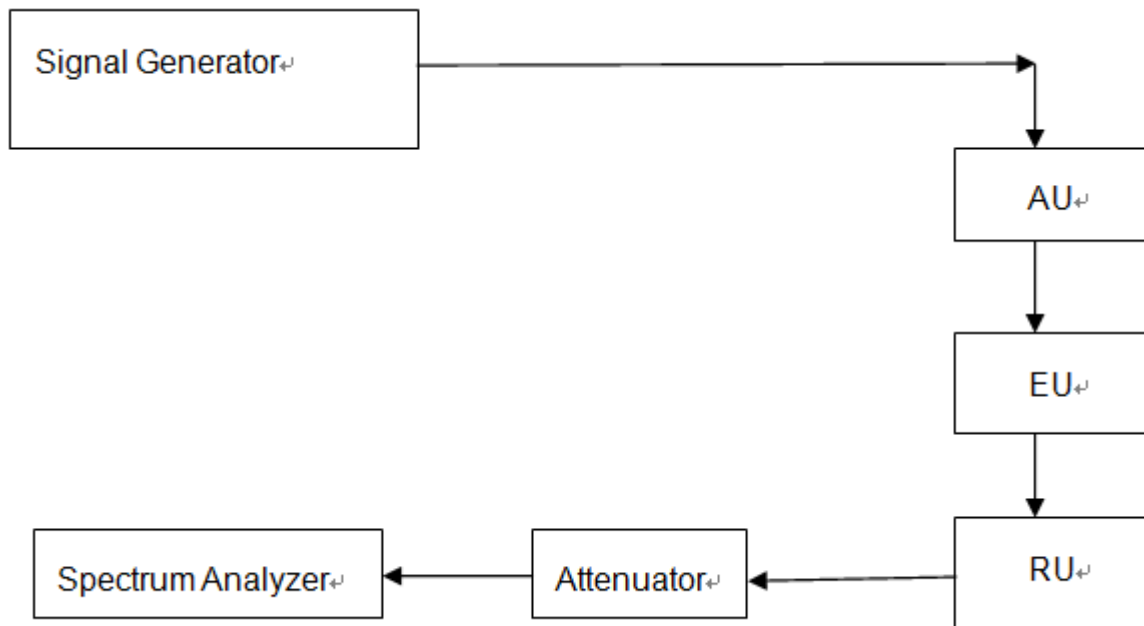 Signal Generator
AU
EU
RU
Attenuator
Spectrum Analyzer